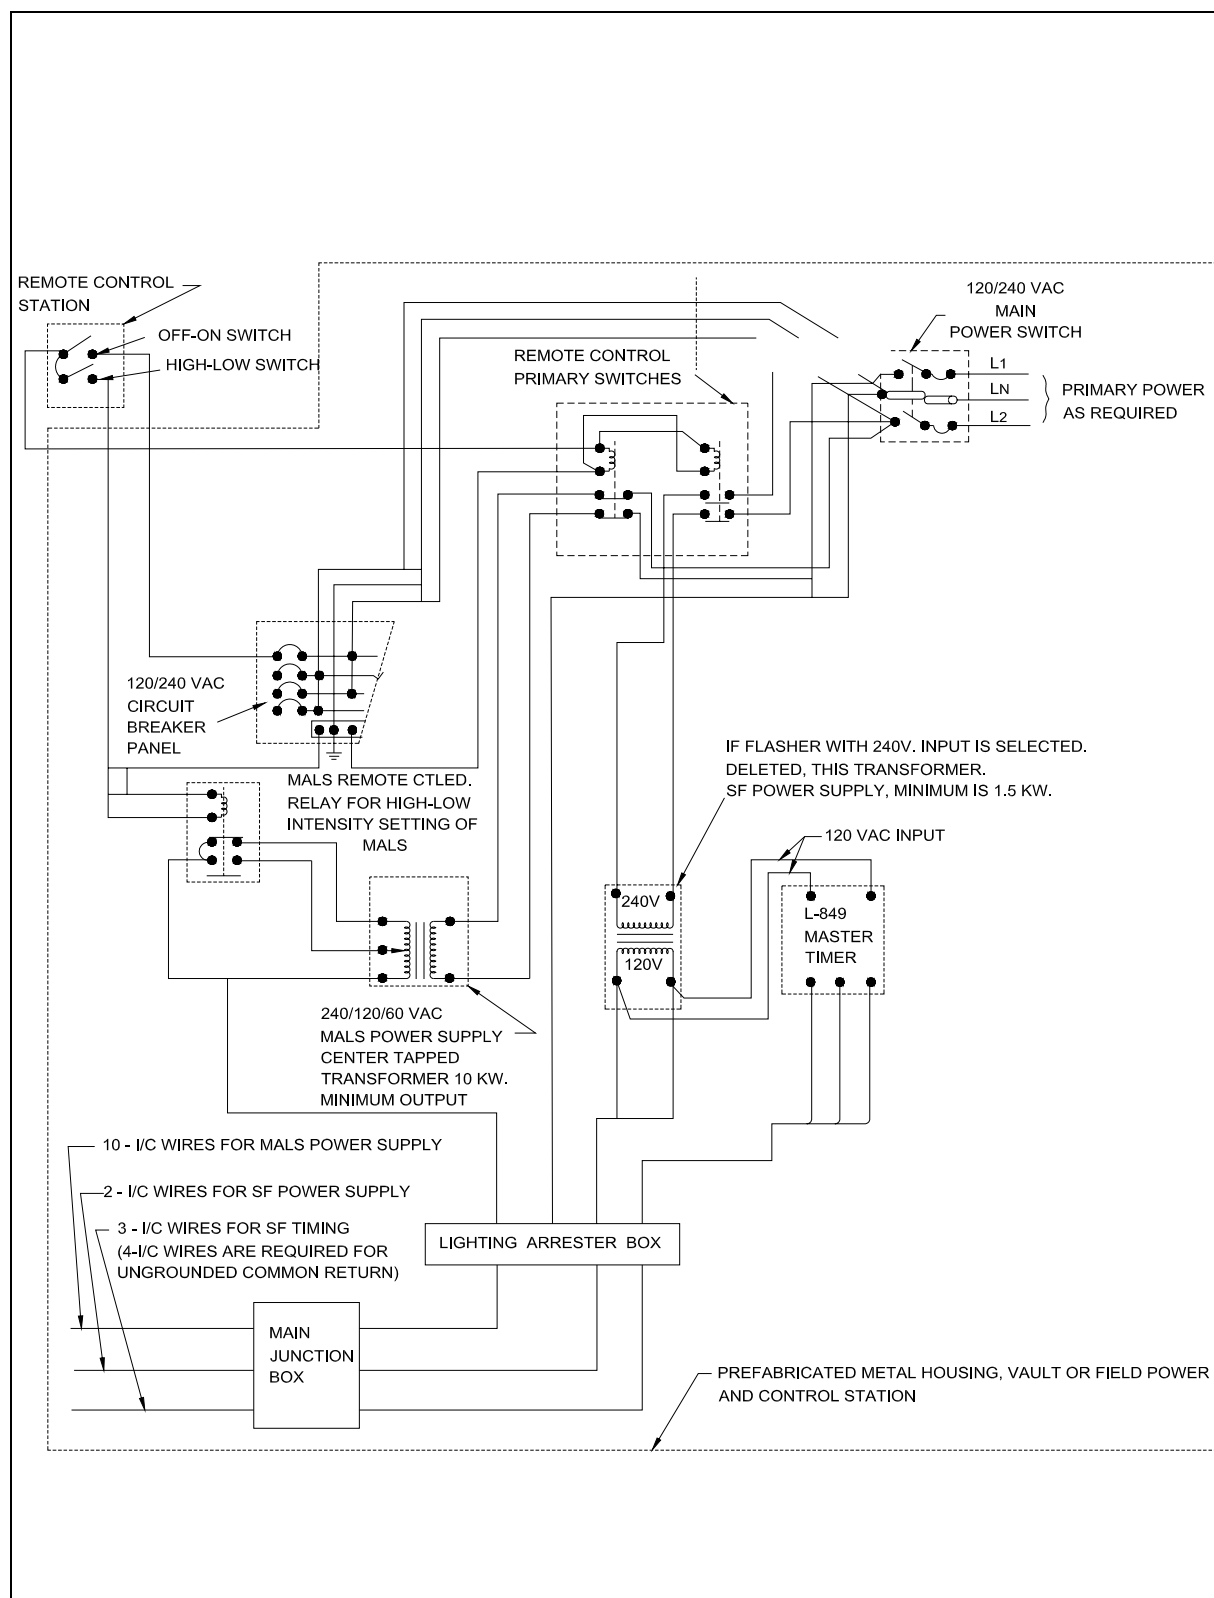 REMOTE CONTROL
STATION
OFF-ON SWITCH
HIGH-LOW SWITCH
REMOTE CONTROL
PRIMARY SWITCHES
120/240 VAC
MAIN
POWER SWITCH
L1
LN
L2
PRIMARY POWER
AS REQUIRED
120/240 VAC
CIRCUIT
BREAKER
PANEL
MALS REMOTE CTLED.
RELAY FOR HIGH-LOW
INTENSITY SETTING OF
MALS
IF FLASHER WITH 240V. INPUT IS SELECTED.
DELETED, THIS TRANSFORMER.
SF POWER SUPPLY, MINIMUM IS 1.5 KW.
120 VAC INPUT
240V
120V
L-849
MASTER
TIMER
240/120/60 VAC
MALS POWER SUPPLY
CENTER TAPPED
TRANSFORMER 10 KW.
MINIMUM OUTPUT
10 - I/C WIRES FOR MALS POWER SUPPLY
2 - I/C WIRES FOR SF POWER SUPPLY
3 - I/C WIRES FOR SF TIMING
(4-I/C WIRES ARE REQUIRED FOR
UNGROUNDED COMMON RETURN)
LIGHTING ARRESTER BOX
MAIN
JUNCTION
BOX
PREFABRICATED METAL HOUSING, VAULT OR FIELD POWER
AND CONTROL STATION